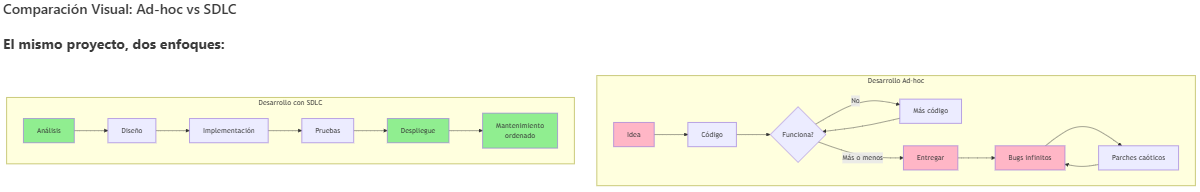 Comparación Visual: Ad-hoc vs SDLC
El mismo proyecto, dos enfoques:
Desarrollo con SDLC
Análisis
Diseño
Implementación
Pruebas
Despliegue
Mantenimiento
ordenado
Desarrollo Ad-hoc
Idea
Código
Funciona?
No
Más código
Más o menos
Entregar
Bugs infinitos
Parches caóticos